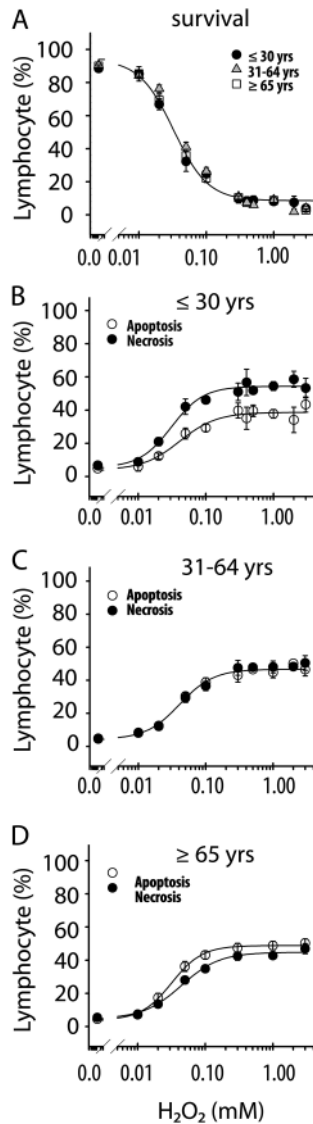 A
survival
≤ 30 yrs
31-64 yrs
≥ 65 yrs
Lymphocyte (%)
100
80
60
40
20
0
0.0 0.01 0.10 1.00
B
≤ 30 yrs
Apoptosis
Necrosis
Lymphocyte (%)
100
80
60
40
20
0
0.0 0.01 0.10 1.00
C
31-64 yrs
Apoptosis
Necrosis
Lymphocyte (%)
100
80
60
40
20
0
0.0 0.01 0.10 1.00
D
≥ 65 yrs
Apoptosis
Necrosis
Lymphocyte (%)
100
80
60
40
20
0
0.0 0.01 0.10 1.00
H₂O₂ (mM)